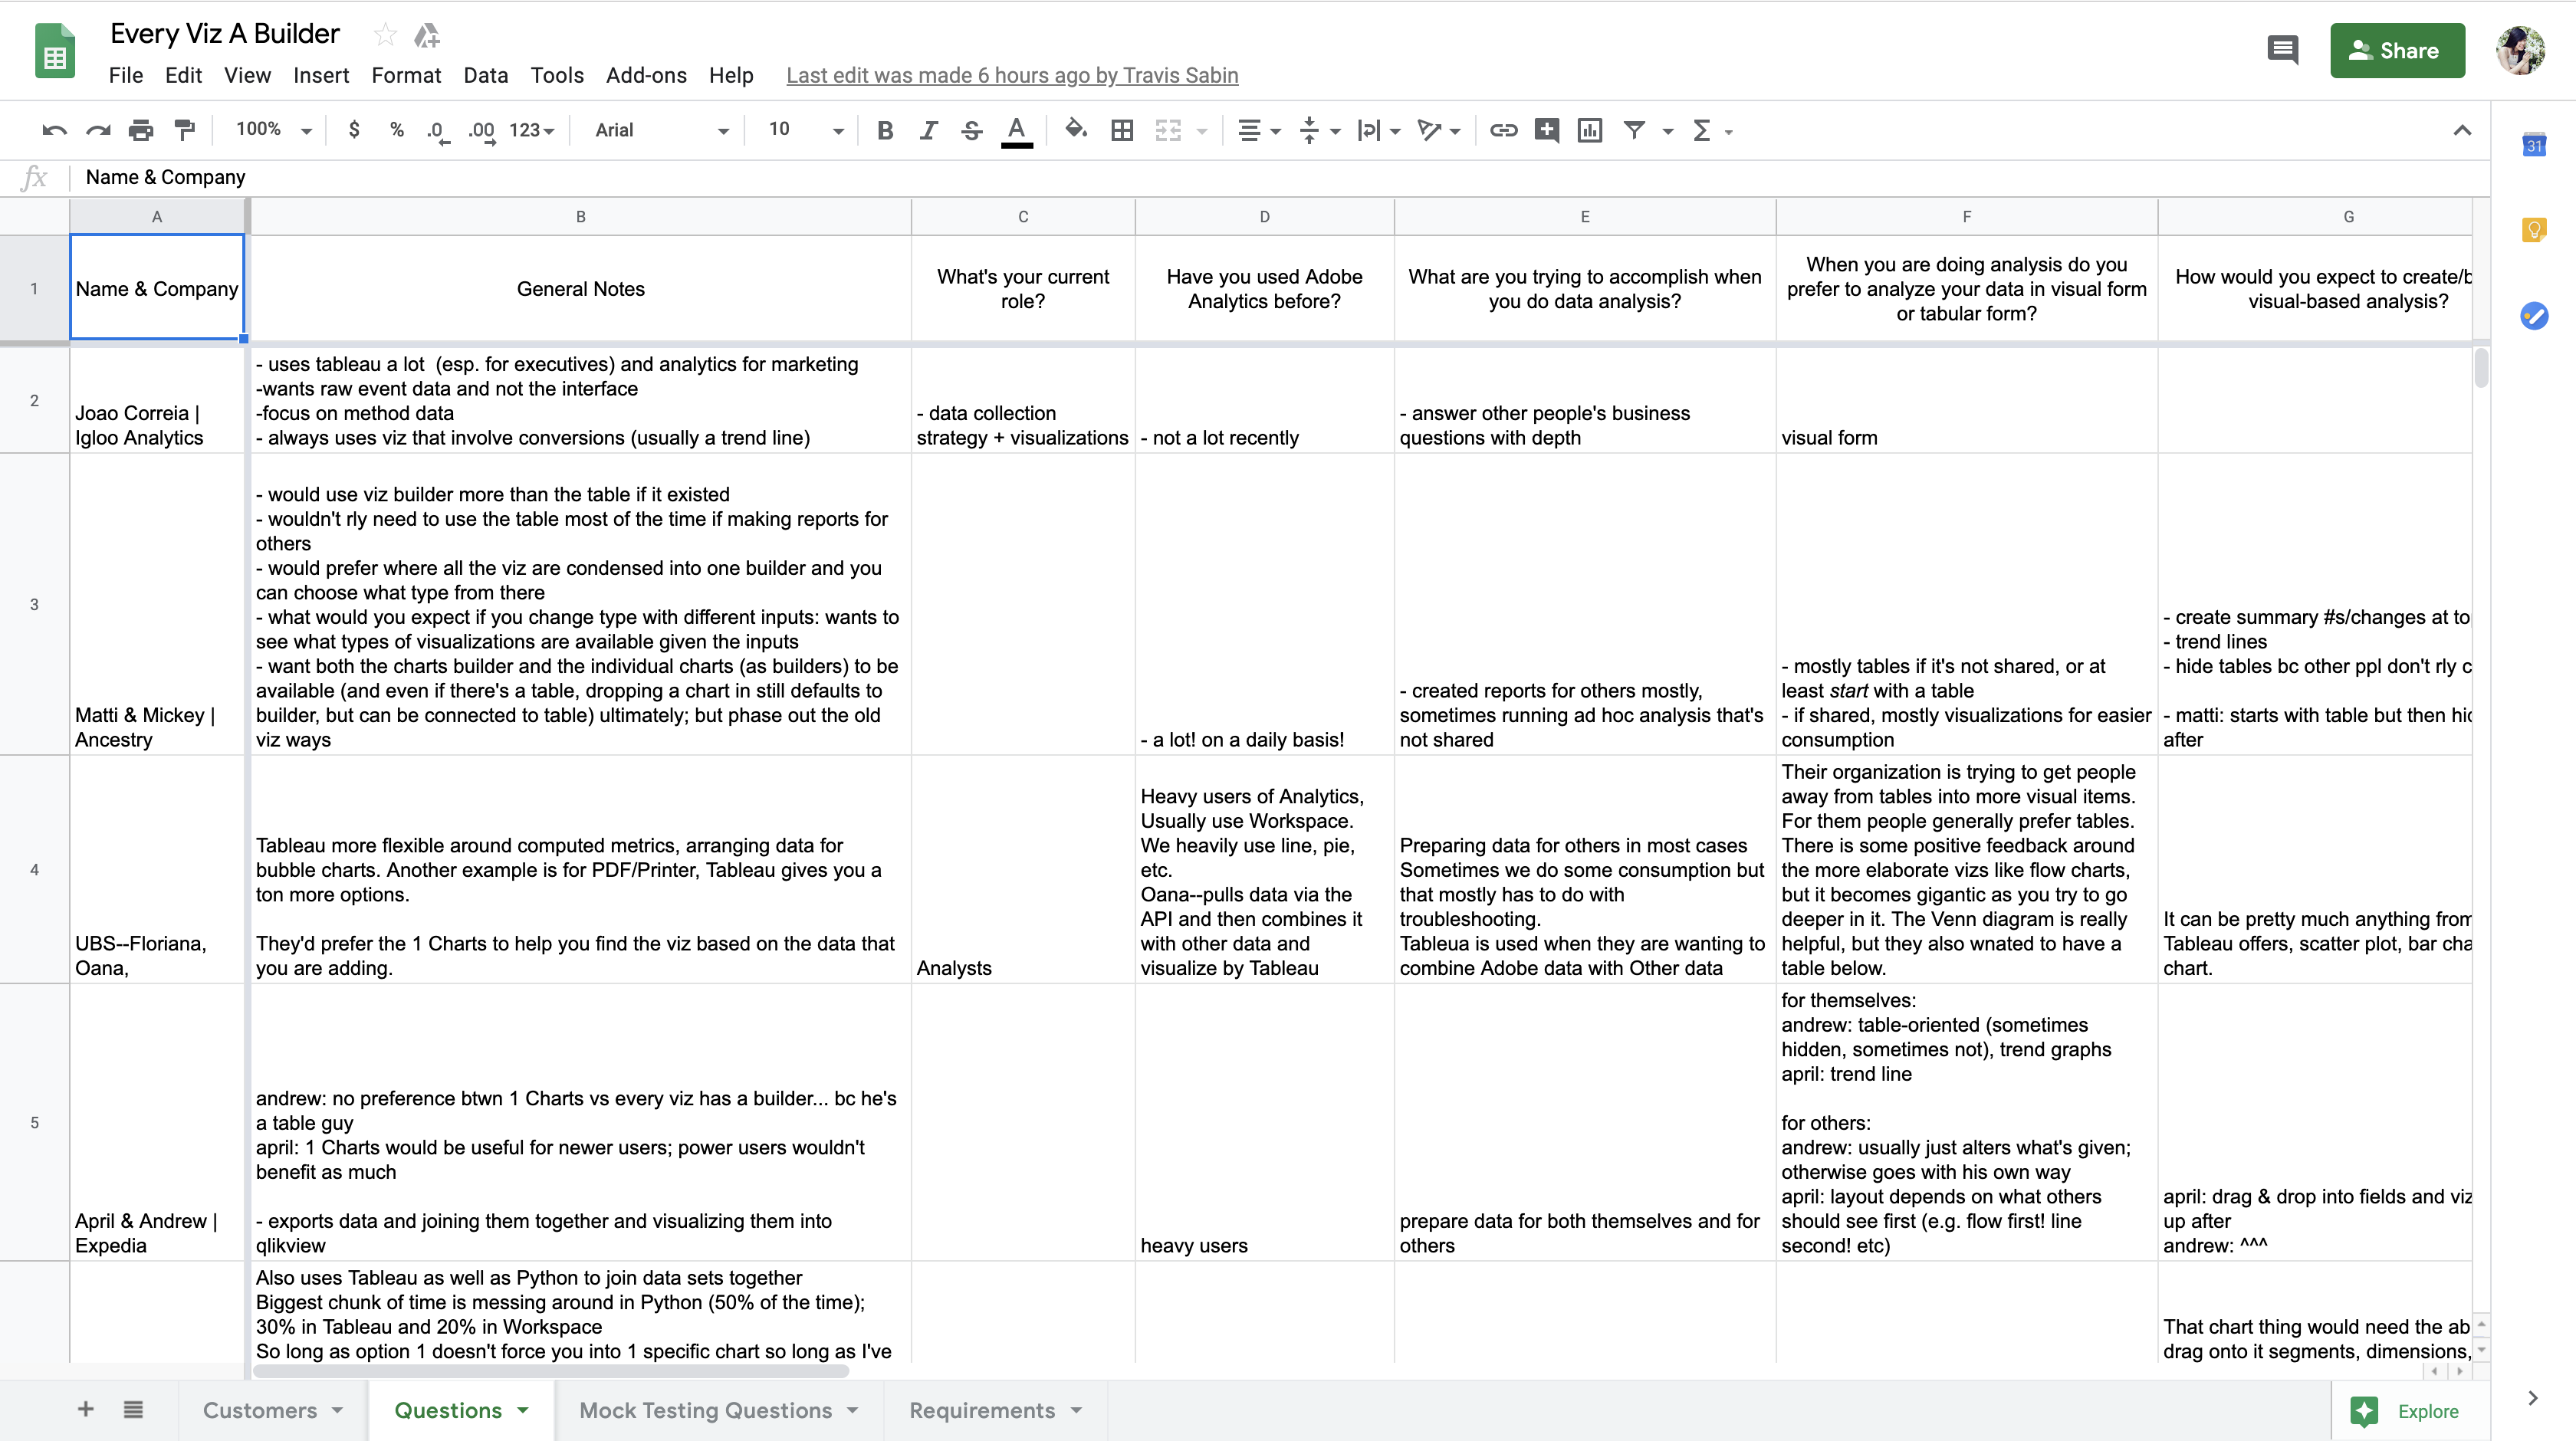 Every Viz A Builder
File Edit View Insert Format Data Tools Add-ons Help Last edit was made 6 hours ago by Travis Sabin
Share
100% $ % .0 .00 123 Arial 10 B I S A
31
fx Name & Company
A B C D E F G
1
Name & Company
General Notes
What's your current
role?
Have you used Adobe
Analytics before?
What are you trying to accomplish when
you do data analysis?
When you are doing analysis do you
prefer to analyze your data in visual form
or tabular form?
How would you expect to create/b
visual-based analysis?
2
Joao Correia |
Igloo Analytics
- uses tableau a lot  (esp. for executives) and analytics for marketing
-wants raw event data and not the interface
-focus on method data
- always uses viz that involve conversions (usually a trend line)
- data collection
strategy + visualizations
- not a lot recently
- answer other people's business
questions with depth
visual form
3
Matti & Mickey |
Ancestry
- would use viz builder more than the table if it existed
- wouldn't rly need to use the table most of the time if making reports for
others
- would prefer where all the viz are condensed into one builder and you
can choose what type from there
- what would you expect if you change type with different inputs: wants to
see what types of visualizations are available given the inputs
- want both the charts builder and the individual charts (as builders) to be
available (and even if there's a table, dropping a chart in still defaults to
builder, but can be connected to table) ultimately; but phase out the old
viz ways
- a lot! on a daily basis!
- created reports for others mostly,
sometimes running ad hoc analysis that's
not shared
- mostly tables if it's not shared, or at
least start with a table
- if shared, mostly visualizations for easier
consumption
- create summary #s/changes at to
- trend lines
- hide tables bc other ppl don't rly c
- matti: starts with table but then hic
after
4
UBS--Floriana,
Oana,
Tableau more flexible around computed metrics, arranging data for
bubble charts. Another example is for PDF/Printer, Tableau gives you a
ton more options.
They'd prefer the 1 Charts to help you find the viz based on the data that
you are adding.
Analysts
Heavy users of Analytics,
Usually use Workspace.
We heavily use line, pie,
etc.
Oana--pulls data via the
API and then combines it
with other data and
visualize by Tableau
Preparing data for others in most cases
Sometimes we do some consumption but
that mostly has to do with
troubleshooting.
Tableua is used when they are wanting to
combine Adobe data with Other data
Their organization is trying to get people
away from tables into more visual items.
For them people generally prefer tables.
There is some positive feedback around
the more elaborate vizs like flow charts,
but it becomes gigantic as you try to go
deeper in it. The Venn diagram is really
helpful, but they also wnated to have a
table below.
It can be pretty much anything from
Tableau offers, scatter plot, bar cha
chart.
5
April & Andrew |
Expedia
andrew: no preference btwn 1 Charts vs every viz has a builder... bc he's
a table guy
april: 1 Charts would be useful for newer users; power users wouldn't
benefit as much
- exports data and joining them together and visualizing them into
qlikview
heavy users
prepare data for both themselves and for
others
for themselves:
andrew: table-oriented (sometimes
hidden, sometimes not), trend graphs
april: trend line
for others:
andrew: usually just alters what's given;
otherwise goes with his own way
april: layout depends on what others
should see first (e.g. flow first! line
second! etc)
april: drag & drop into fields and viz
up after
andrew: ^^^
Also uses Tableau as well as Python to join data sets together
Biggest chunk of time is messing around in Python (50% of the time);
30% in Tableau and 20% in Workspace
So long as option 1 doesn't force you into 1 specific chart so long as I've
That chart thing would need the ab
drag onto it segments, dimensions,
Customers Questions Mock Testing Questions Requirements
Explore